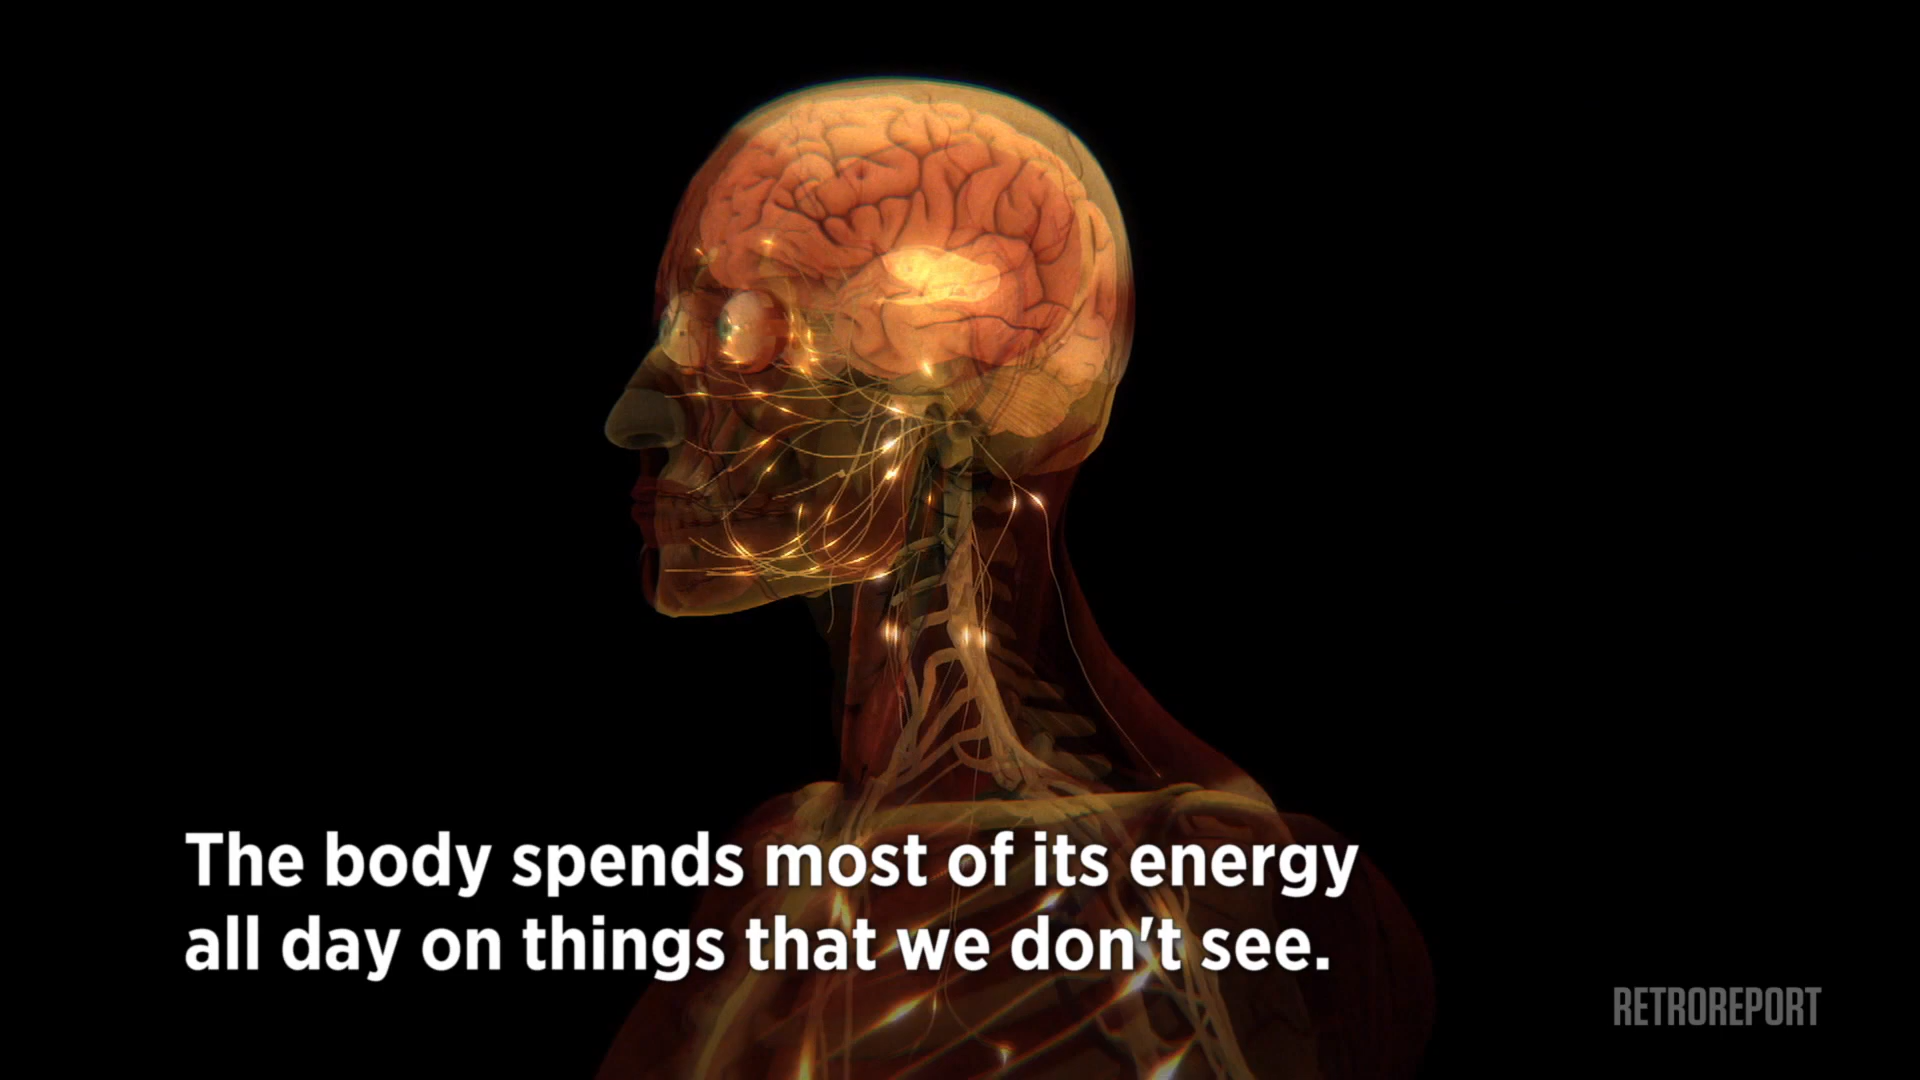 The body spends most of its energy
all day on things that we don't see.
RETROREPORT